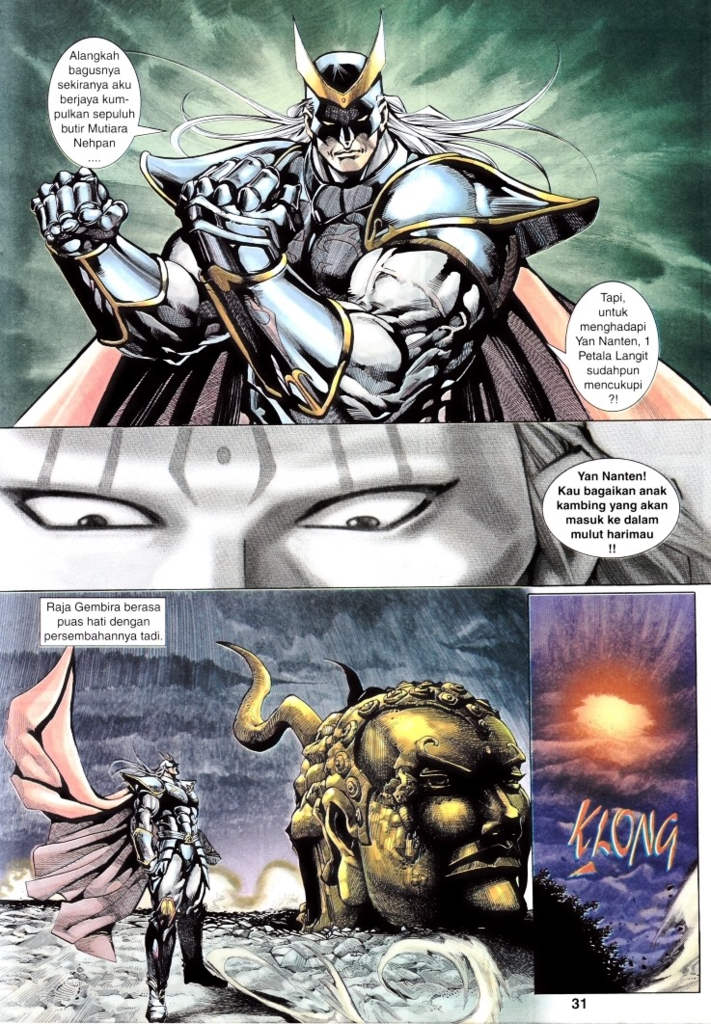 Alangkah
bagusnya
sekiranya aku
berjaya kum-
pulkan sepuluh
butir Mutiara
Nehpan
....
Tapi,
untuk
menghadapi
Yan Nanten, 1
Petala Langit
sudahpun
mencukupi
?!
Yan Nanten!
Kau bagaikan anak
kambing yang akan
masuk ke dalam
mulut harimau
!!
Raja Gembira berasa
puas hati dengan
persembahannya tadi.
KLONG
31